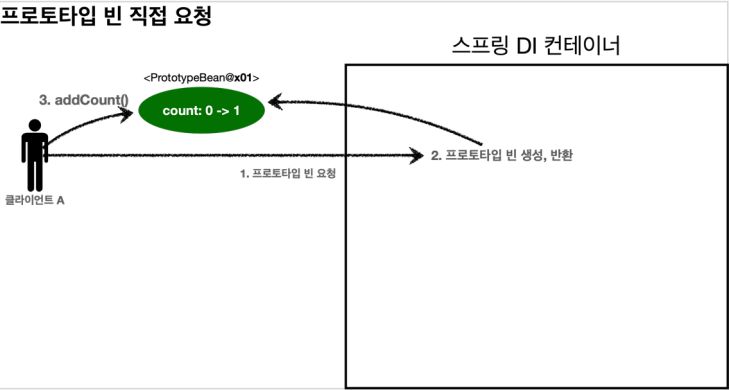 프로토타입 빈 직접 요청
스프링 DI 컨테이너
<PrototypeBean@x01>
3. addCount()
count: 0 -> 1
2. 프로토타입 빈 생성, 반환
1. 프로토타입 빈 요청
클라이언트 A